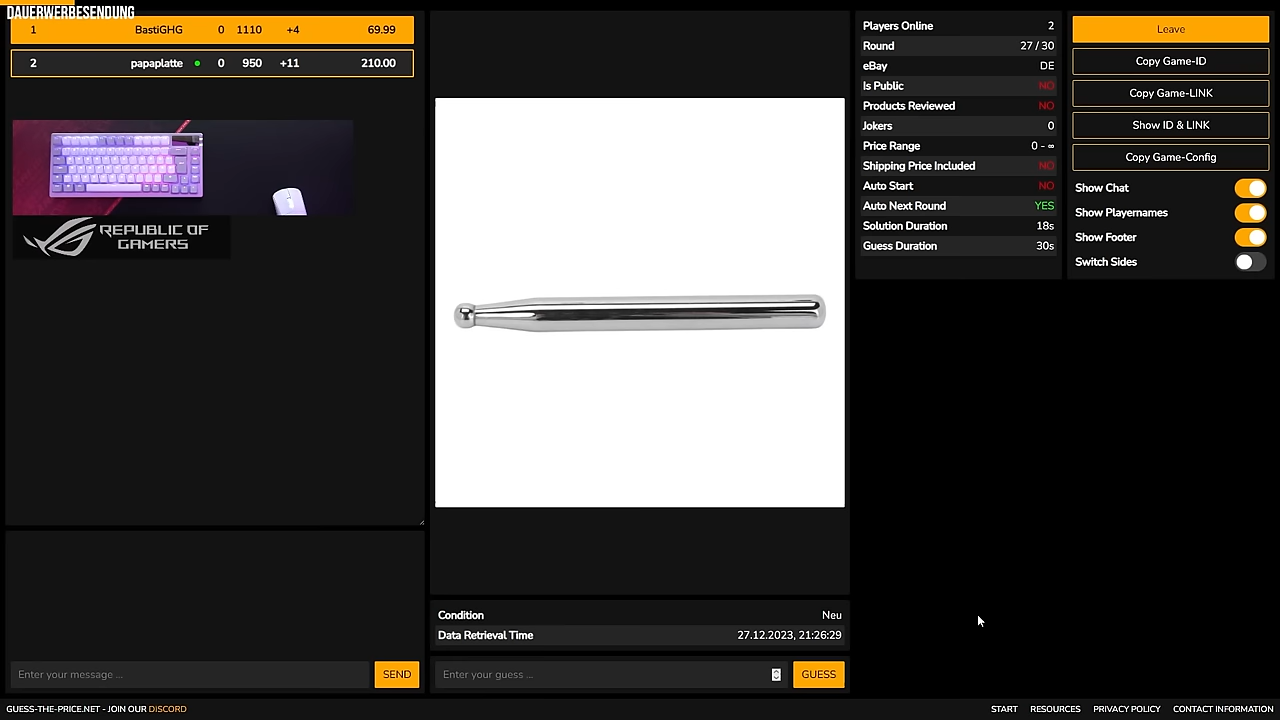 DAUERWERBESENDUNG
1 BastiGHG 0 1110 +4 69.99
2 papaplatte 0 950 +11 210.00
REPUBLIC OF
GAMERS
Enter your message ...
SEND
Condition Neu
Data Retrieval Time 27.12.2023, 21:26:29
Enter your guess ...
GUESS
Players Online 2
Round 27 / 30
eBay DE
Is Public NO
Products Reviewed NO
Jokers 0
Price Range 0 - ∞
Shipping Price Included NO
Auto Start NO
Auto Next Round YES
Solution Duration 18s
Guess Duration 30s
Leave
Copy Game-ID
Copy Game-LINK
Show ID & LINK
Copy Game-Config
Show Chat
Show Playernames
Show Footer
Switch Sides
GUESS-THE-PRICE.NET - JOIN OUR DISCORD
START RESOURCES PRIVACY POLICY CONTACT INFORMATION